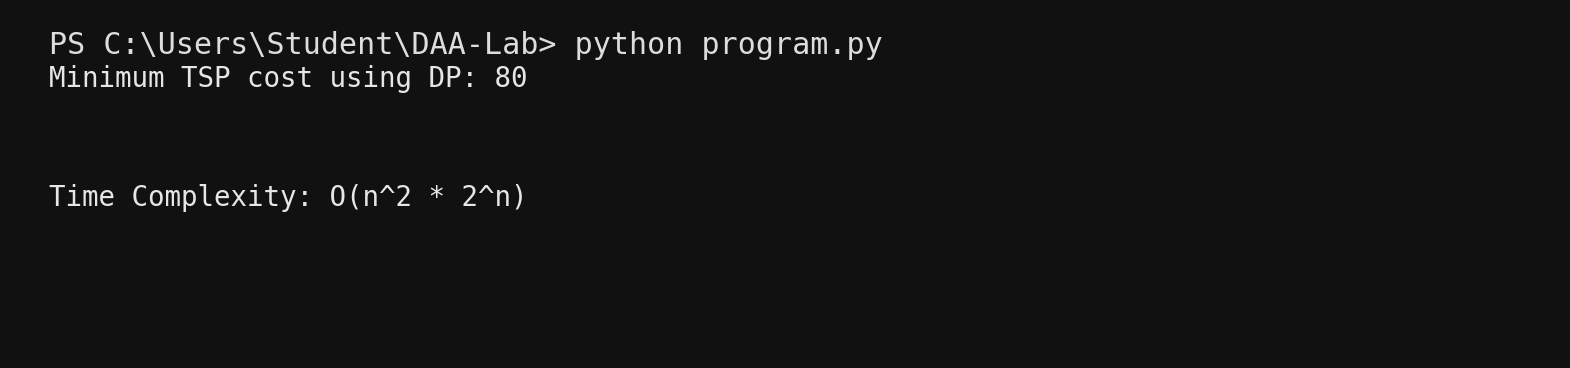 PS C:\Users\Student\DAA-Lab> python program.py
Minimum TSP cost using DP: 80
Time Complexity: O(n^2 * 2^n)